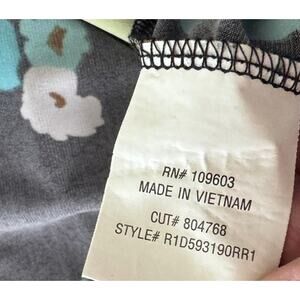 RN# 109603
MADE IN VIETNAM
CUT# 804768
STYLE# R1D593190RR1